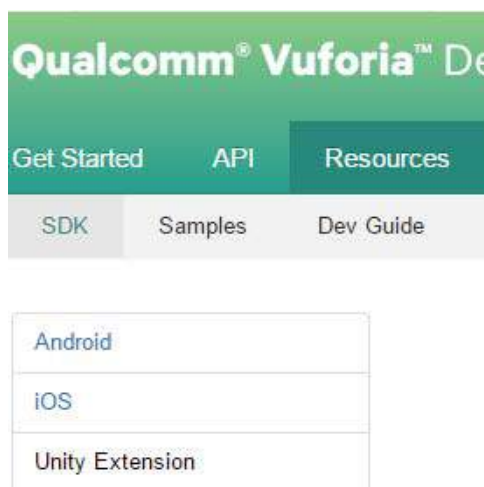 Qualcomm® Vuforia™ De
Get Started API Resources
SDK Samples Dev Guide
Android
iOS
Unity Extension